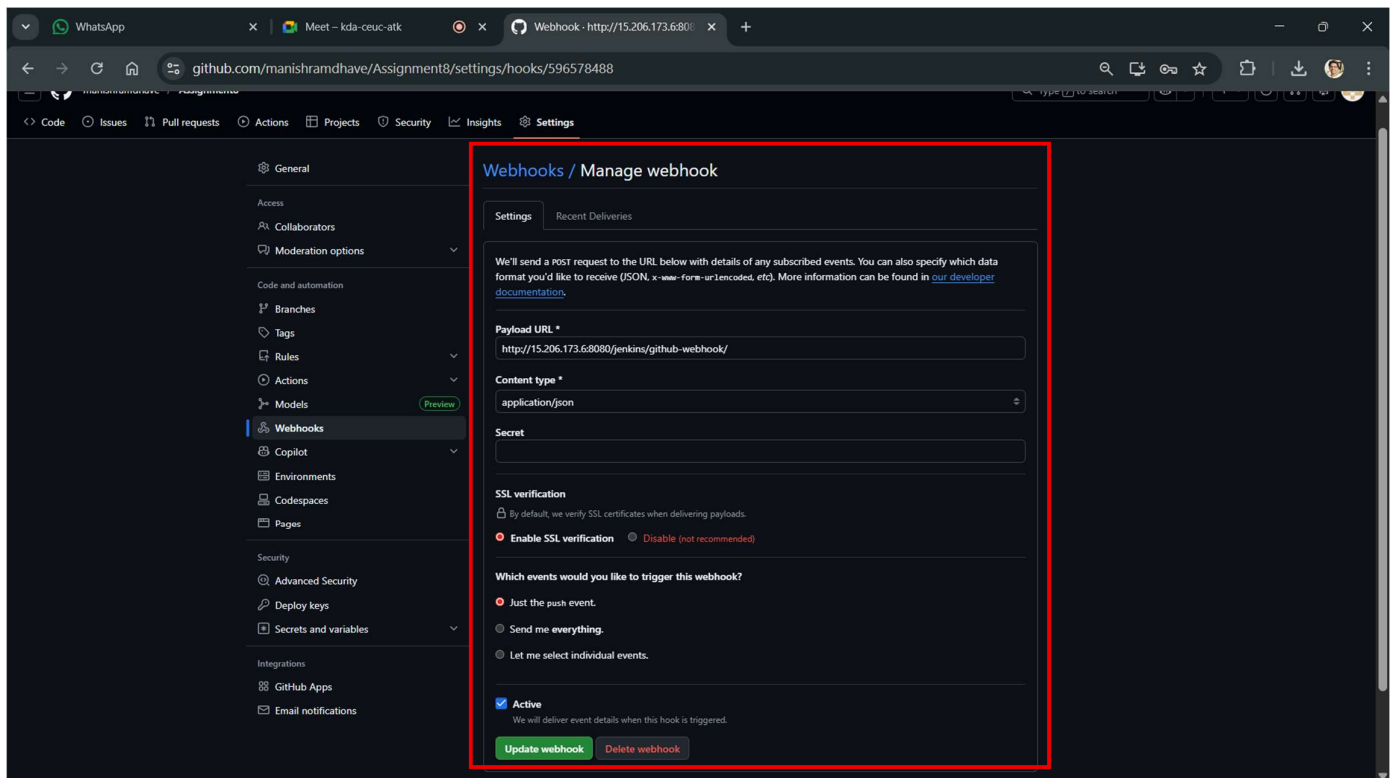 WhatsApp
Meet – kda-ceuc-atk
Webhook · http://15.206.173.6:808
github.com/manishramdhave/Assignment8/settings/hooks/596578488
Type / to search
Code
Issues
Pull requests
Actions
Projects
Security
Insights
Settings
General
Access
Collaborators
Moderation options
Code and automation
Branches
Tags
Rules
Actions
Models
Preview
Webhooks
Copilot
Environments
Codespaces
Pages
Security
Advanced Security
Deploy keys
Secrets and variables
Integrations
GitHub Apps
Email notifications
Webhooks / Manage webhook
Settings
Recent Deliveries
We'll send a POST request to the URL below with details of any subscribed events. You can also specify which data
format you'd like to receive (JSON, x-www-form-urlencoded, etc). More information can be found in our developer
documentation.
Payload URL *
http://15.206.173.6:8080/jenkins/github-webhook/
Content type *
application/json
Secret
SSL verification
By default, we verify SSL certificates when delivering payloads.
Enable SSL verification
Disable (not recommended)
Which events would you like to trigger this webhook?
Just the push event.
Send me everything.
Let me select individual events.
Active
We will deliver event details when this hook is triggered.
Update webhook
Delete webhook